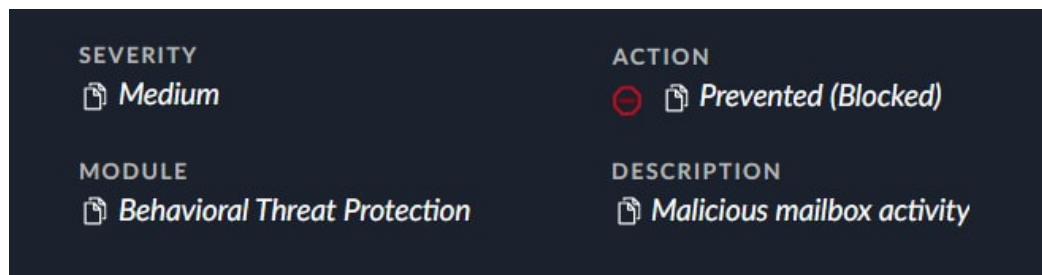 SEVERITY
Medium
ACTION
Prevented (Blocked)
MODULE
Behavioral Threat Protection
DESCRIPTION
Malicious mailbox activity